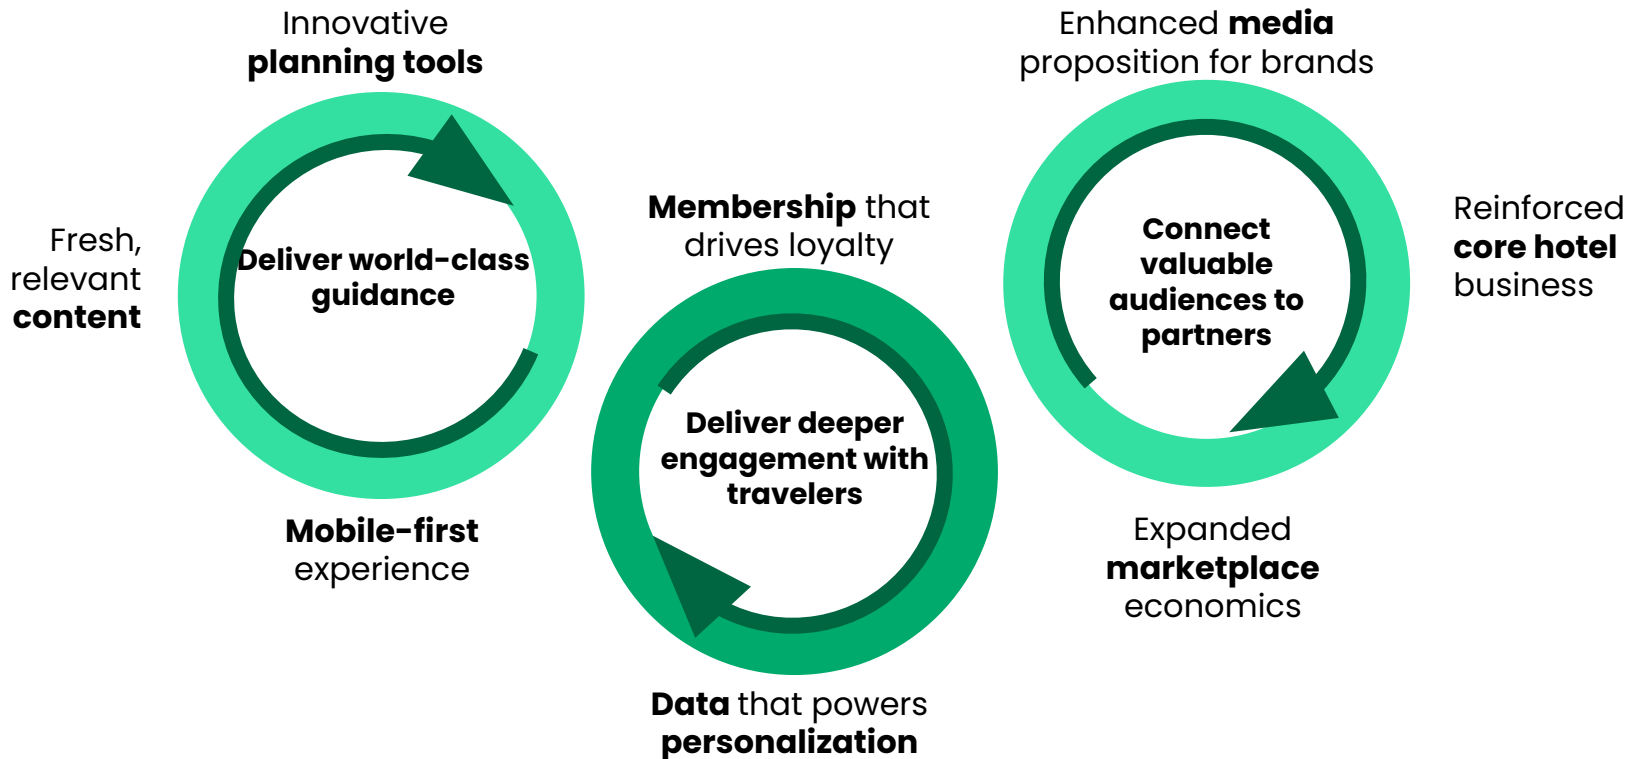 Innovative
planning tools
Fresh,
relevant
content
Deliver world-class
guidance
Mobile-first
experience
Membership that
drives loyalty
Deliver deeper
engagement with
travelers
Data that powers
personalization
Enhanced media
proposition for brands
Connect
valuable
audiences to
partners
Reinforced
core hotel
business
Expanded
marketplace
economics